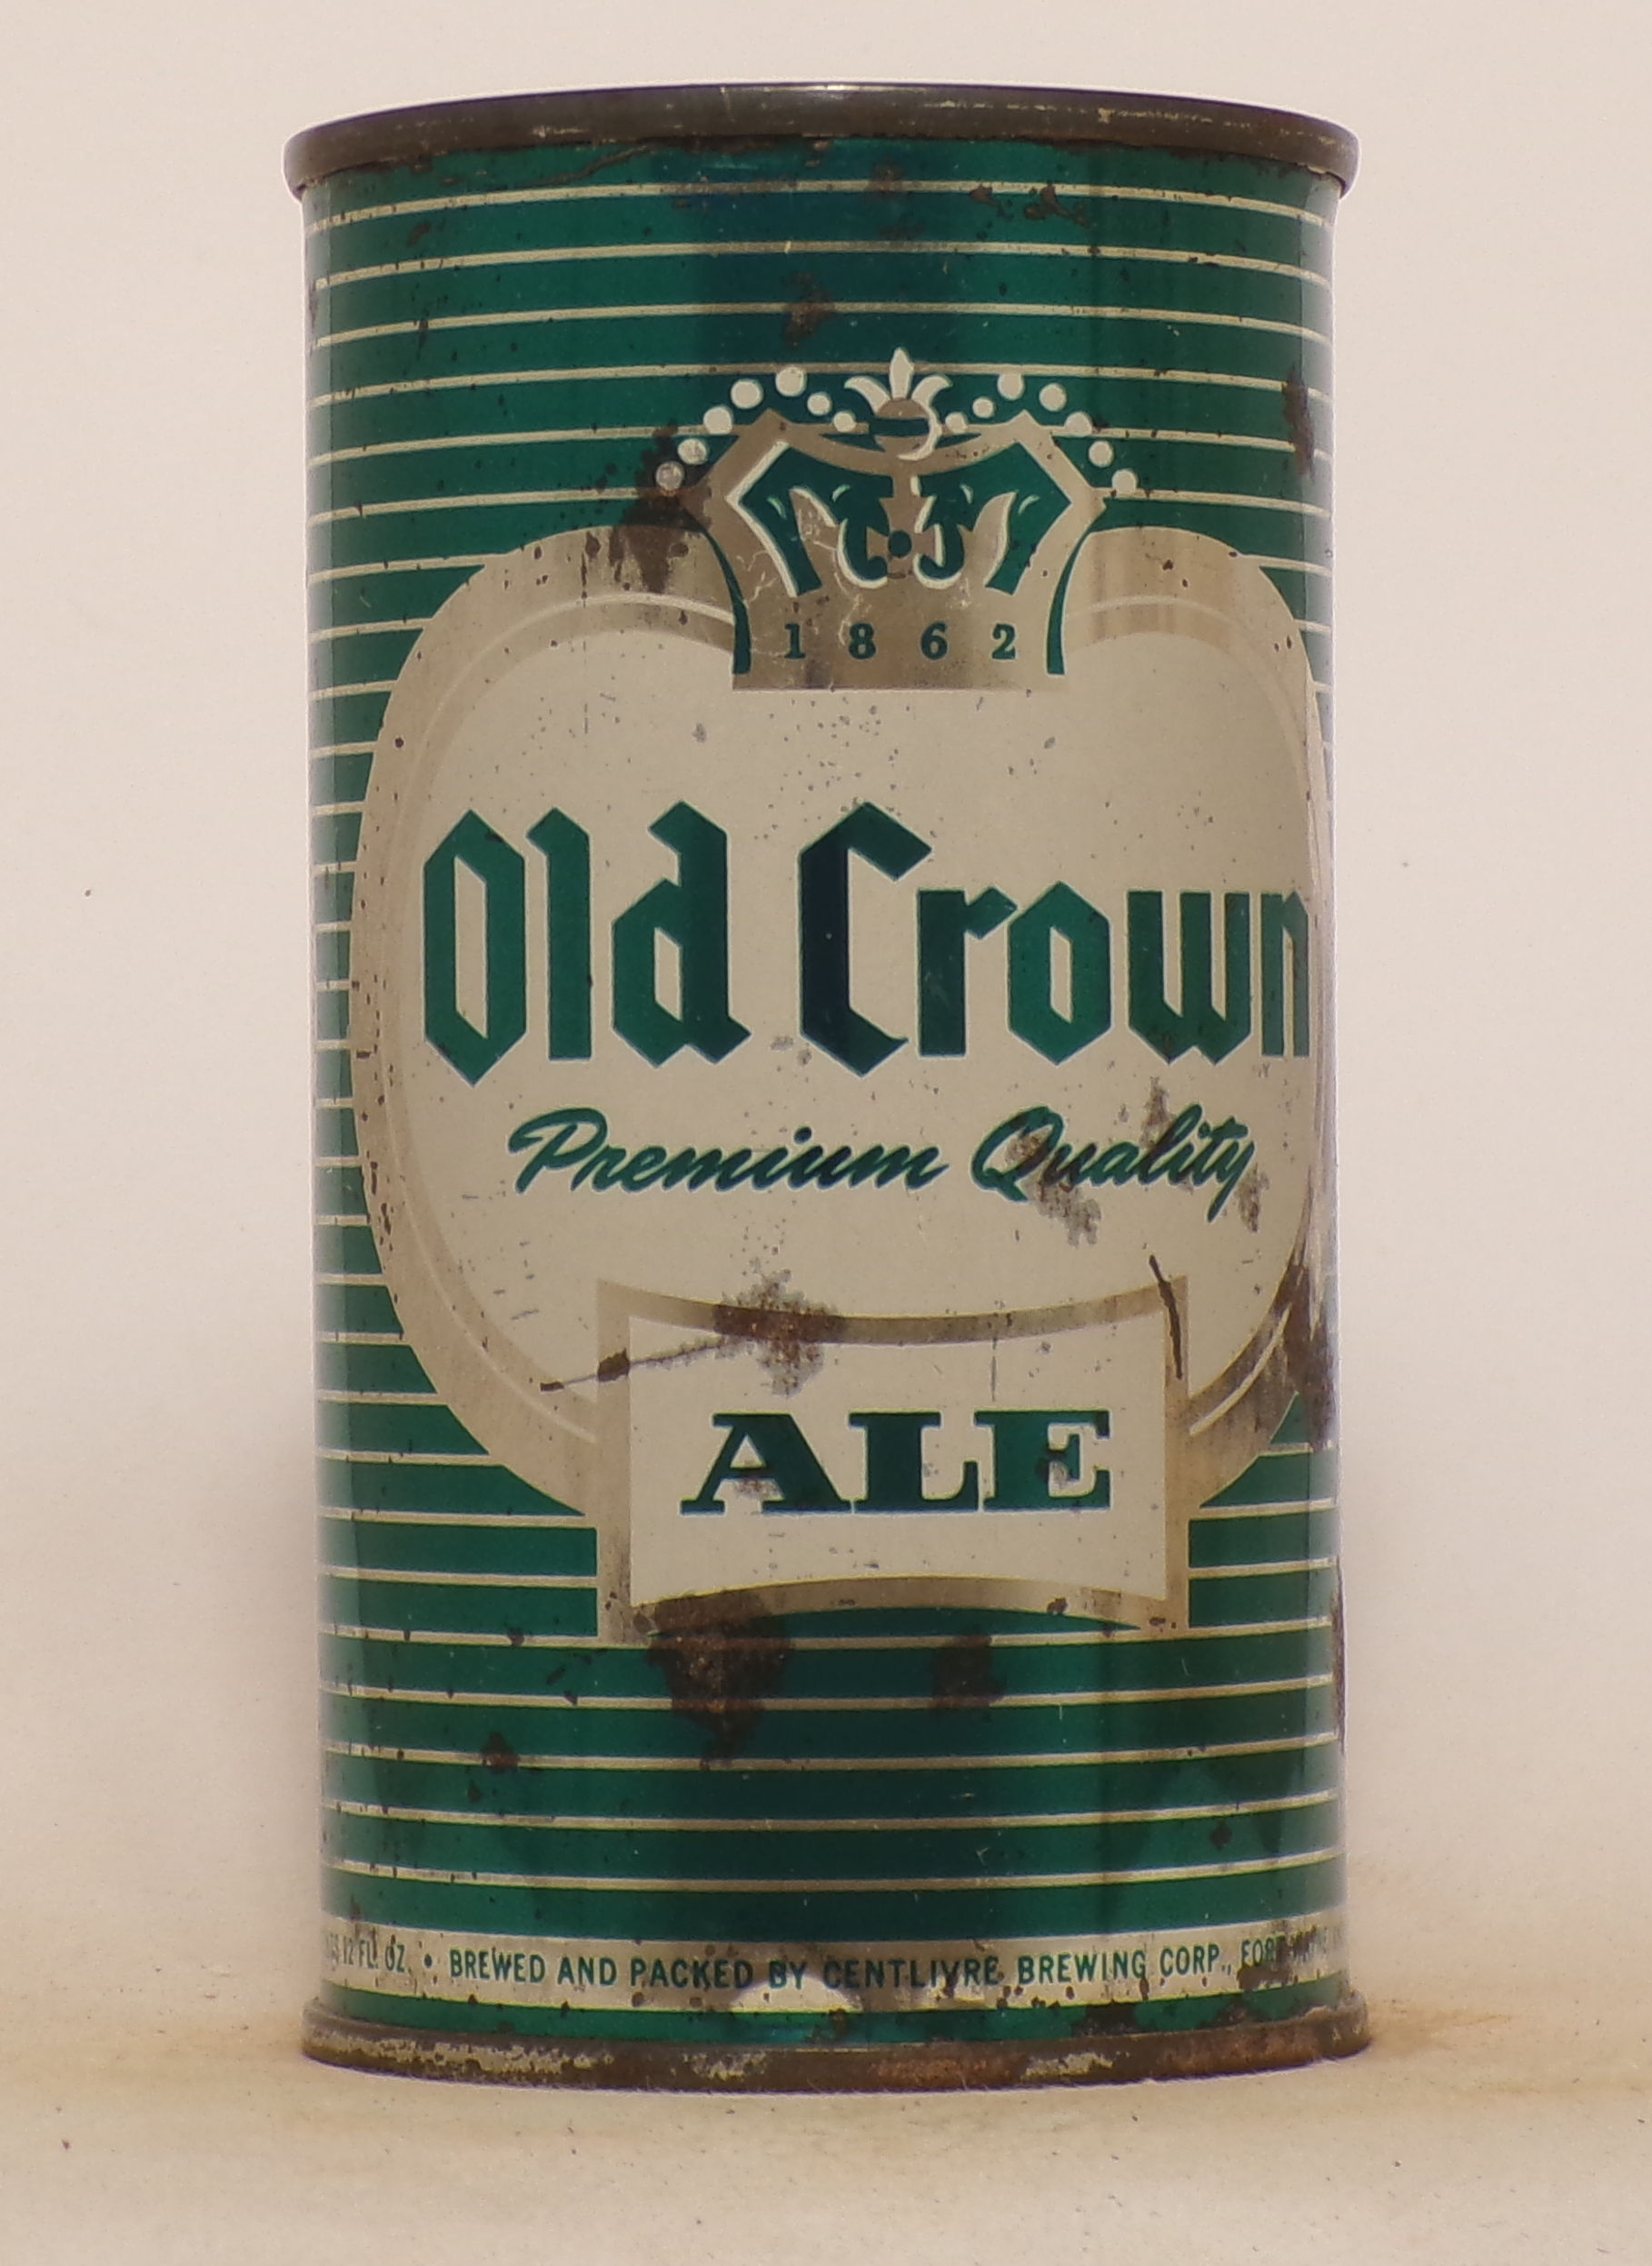 1862
Old Crown
Premium Quality
ALE
12 FL. OZ. • BREWED AND PACKED BY CENTLIVRE BREWING CORP., FORT